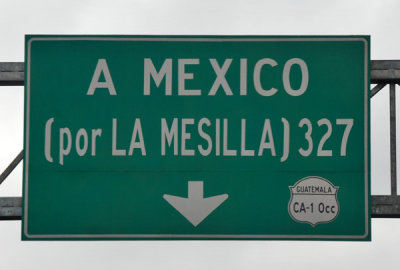 A MEXICO
(por LA MESILLA) 327
GUATEMALA
CA-1 Occ